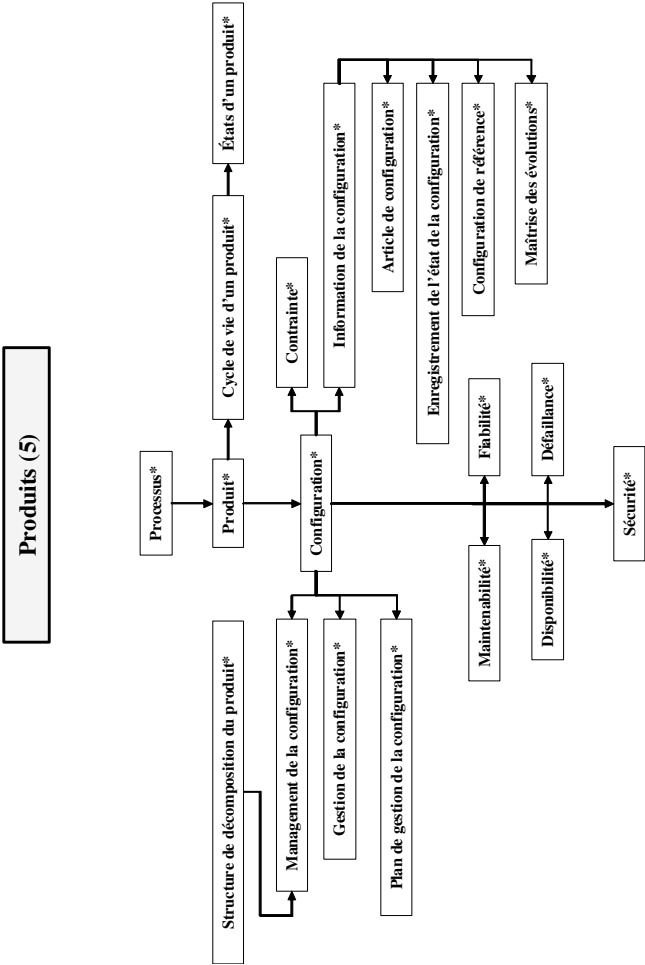 Produits (5)
Processus*
Produit*
Cycle de vie d’un produit*
États d’un produit*
Structure de décomposition du produit*
Configuration*
Contrainte*
Management de la configuration*
Gestion de la configuration*
Plan de gestion de la configuration*
Information de la configuration*
Article de configuration*
Enregistrement de l’état de la configuration*
Configuration de référence*
Maîtrise des évolutions*
Maintenabilité*
Fiabilité*
Disponibilité*
Défaillance*
Sécurité*